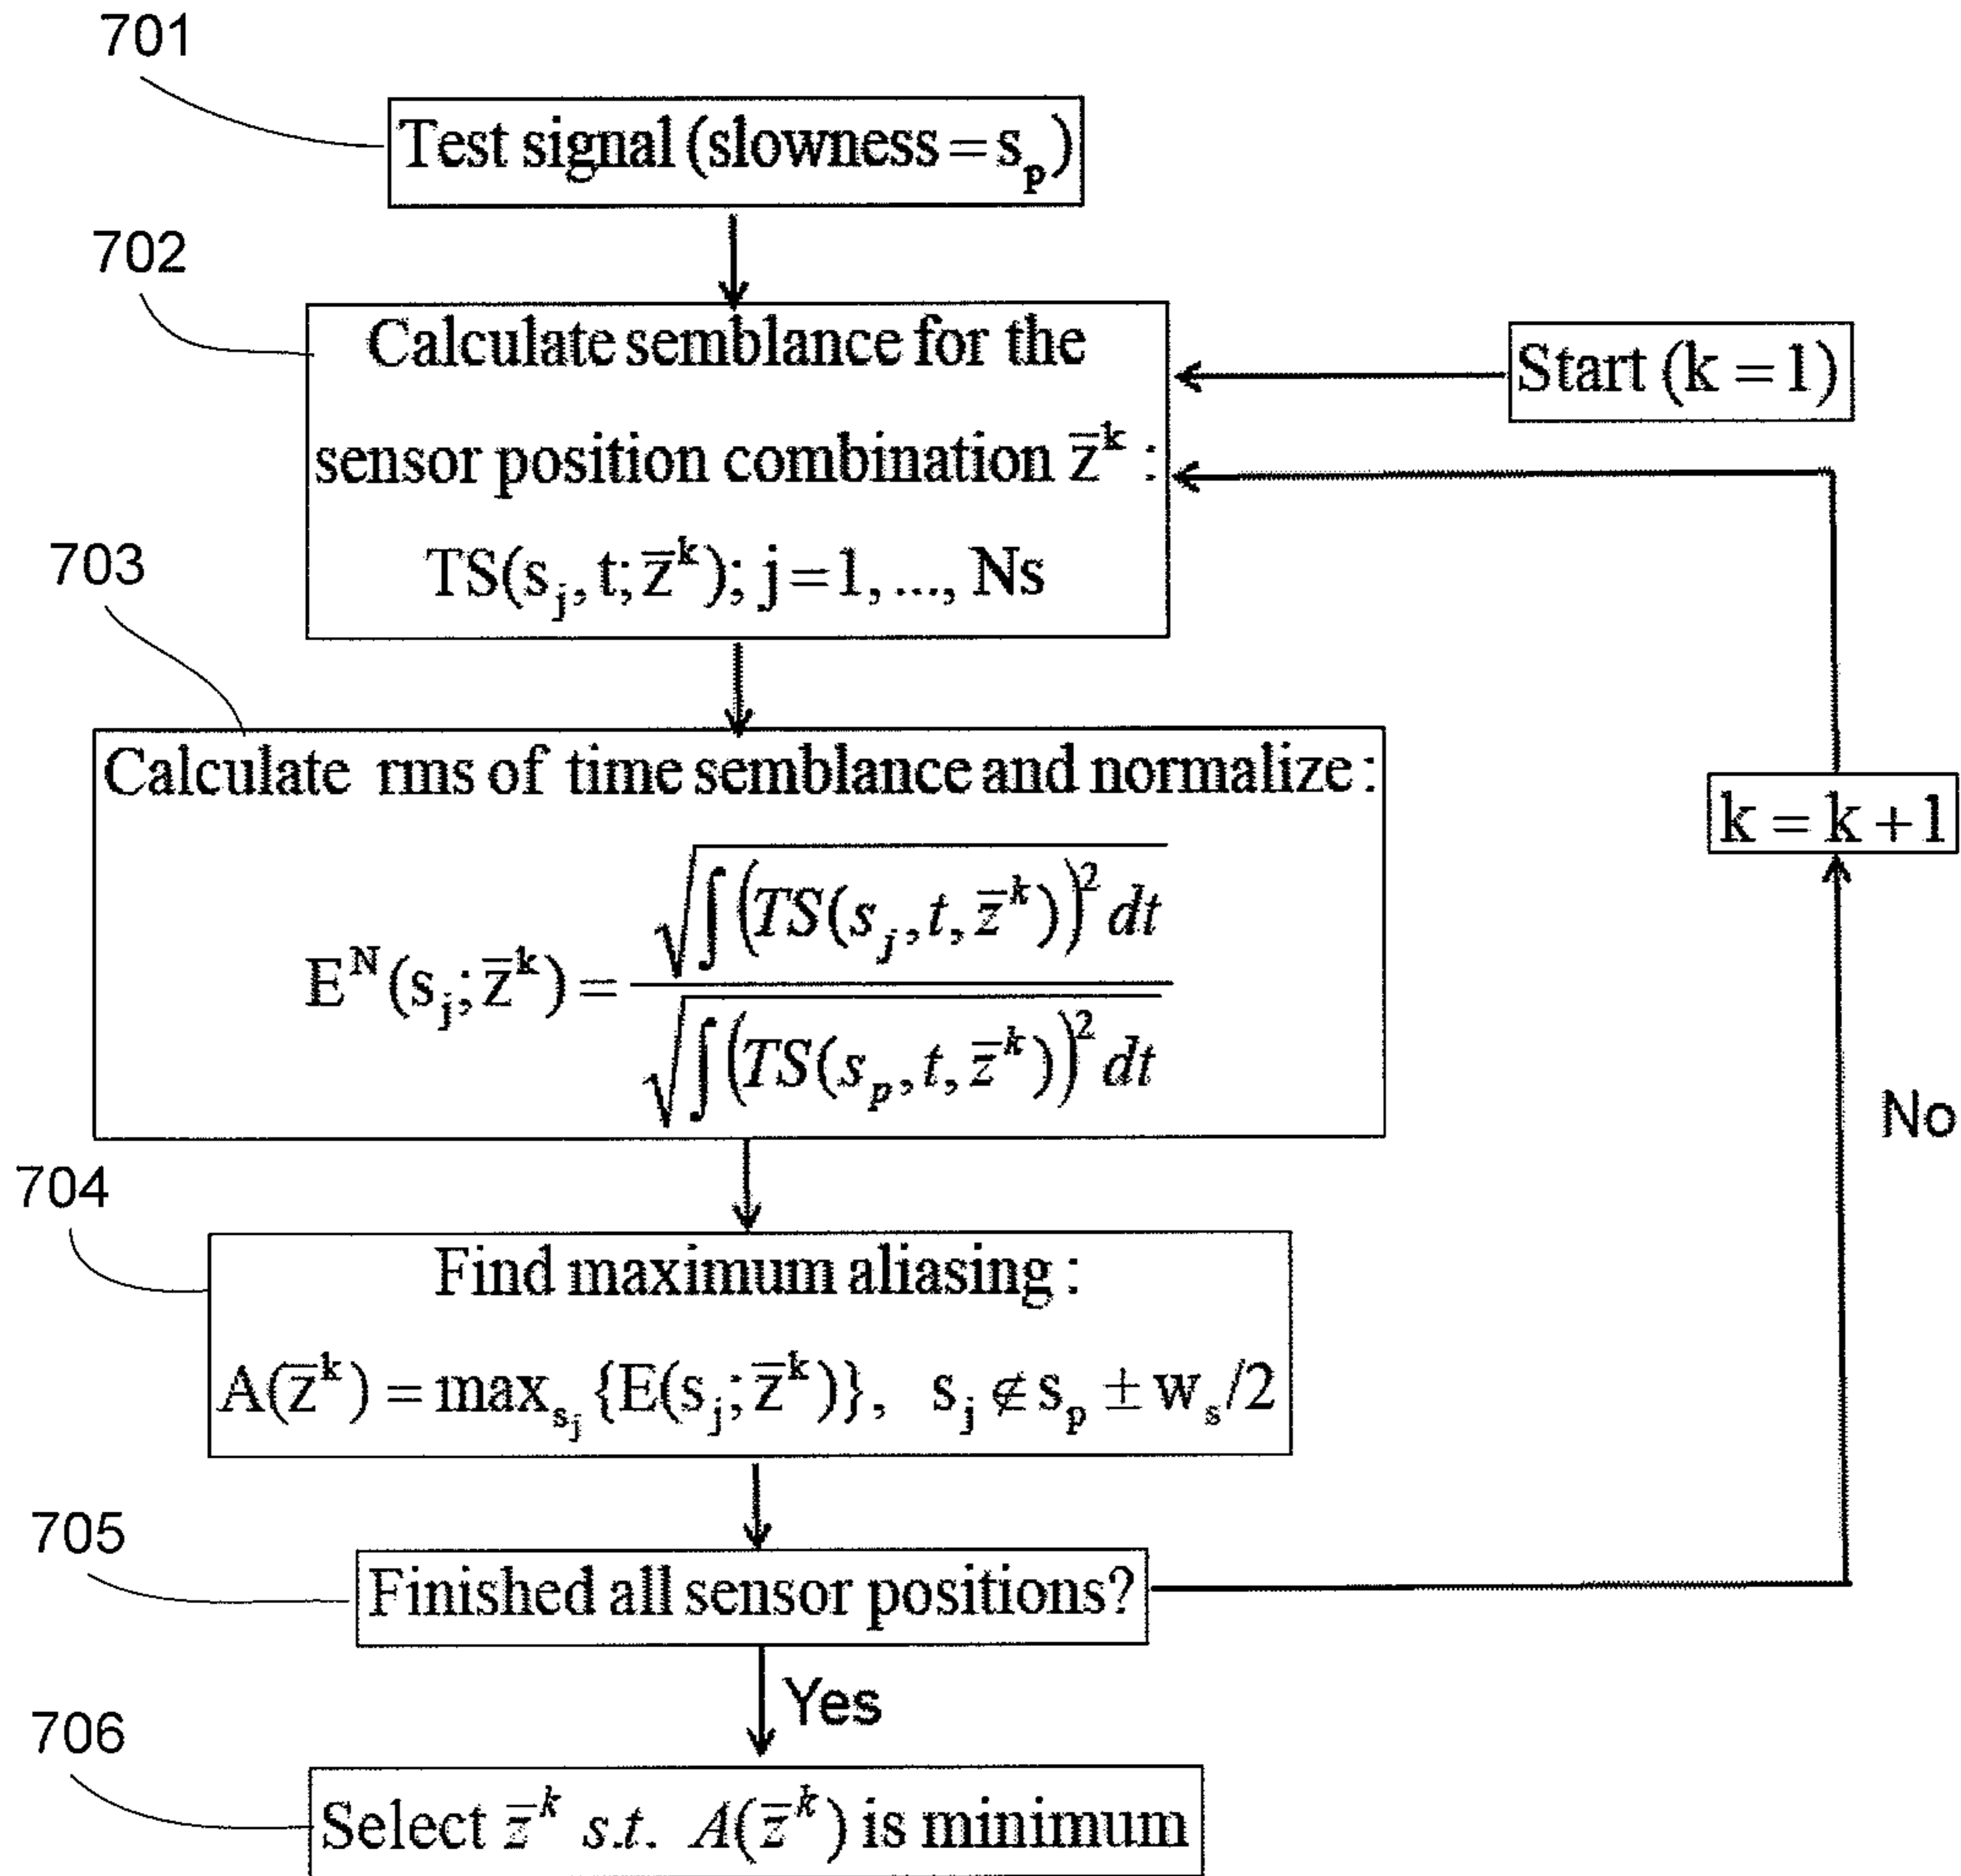 701
Test signal (slowness = s_p)
702
Calculate semblance for the
sensor position combination z̄^k :
TS(s_j, t; z̄^k); j = 1, ..., Ns
Start (k = 1)
703
Calculate rms of time semblance and normalize :
E^N(s_j; z̄^k) = √∫(TS(s_j, t, z̄^k))^2 dt / √∫(TS(s_p, t, z̄^k))^2 dt
k = k + 1
No
704
Find maximum aliasing :
A(z̄^k) = max_{s_j} {E(s_j; z̄^k)}, s_j ∉ s_p ± w_s/2
705
Finished all sensor positions?
Yes
706
Select z̄^k s.t. A(z̄^k) is minimum